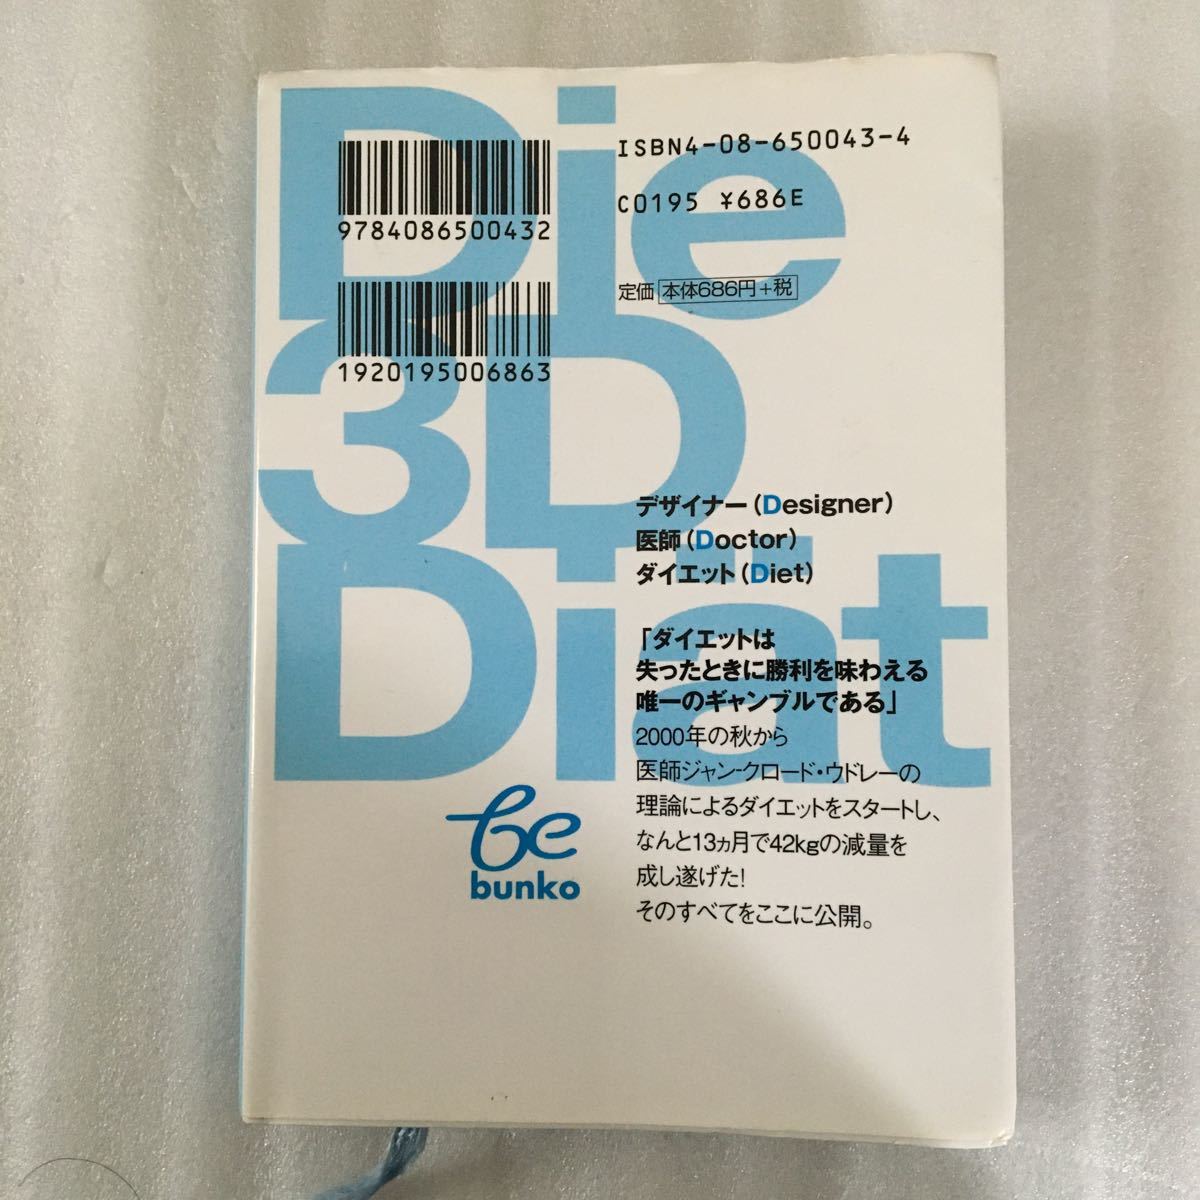 Die
3D
Diät
9784086500432
1920195006863
ISBN4-08-650043-4
C0195 ¥686E
定価 本体686円+税
デザイナー(Designer)
医師(Doctor)
ダイエット(Diet)
「ダイエットは
失ったときに勝利を味わえる
唯一のギャンブルである」
2000年の秋から
医師ジャン-クロード・ウドレーの
理論によるダイエットをスタートし、
なんと13ヵ月で42kgの減量を
成し遂げた!
そのすべてをここに公開。
be
bunko